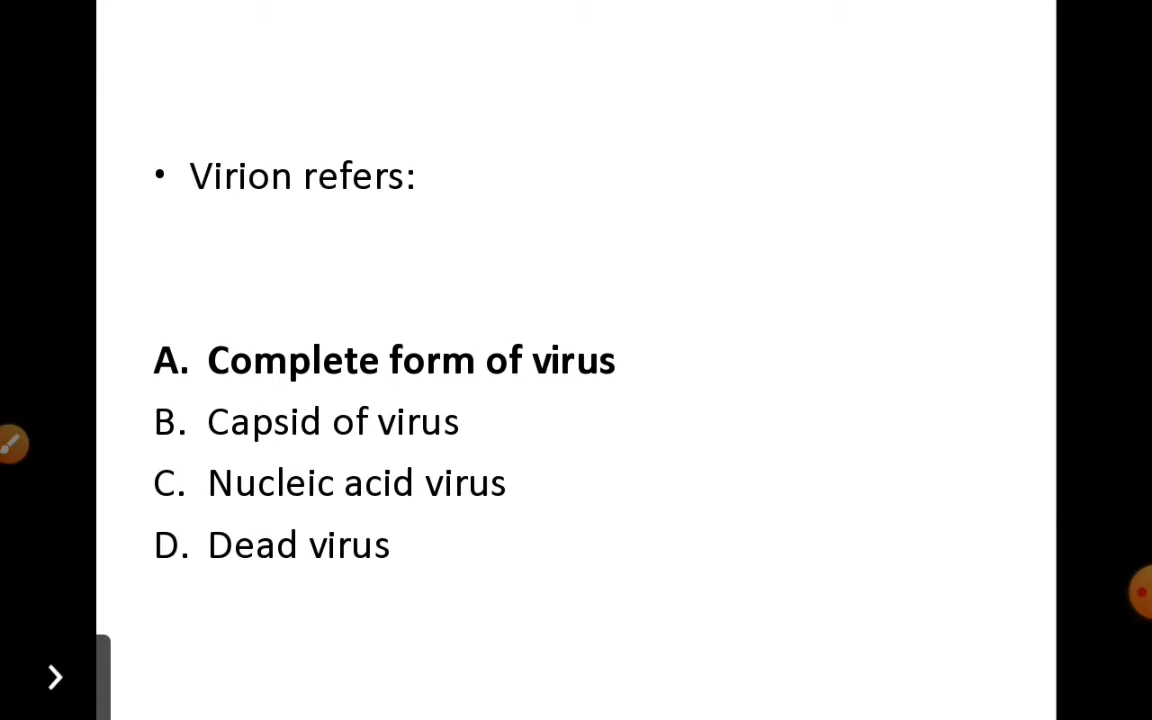 • Virion refers:
A. Complete form of virus
B. Capsid of virus
C. Nucleic acid virus
D. Dead virus